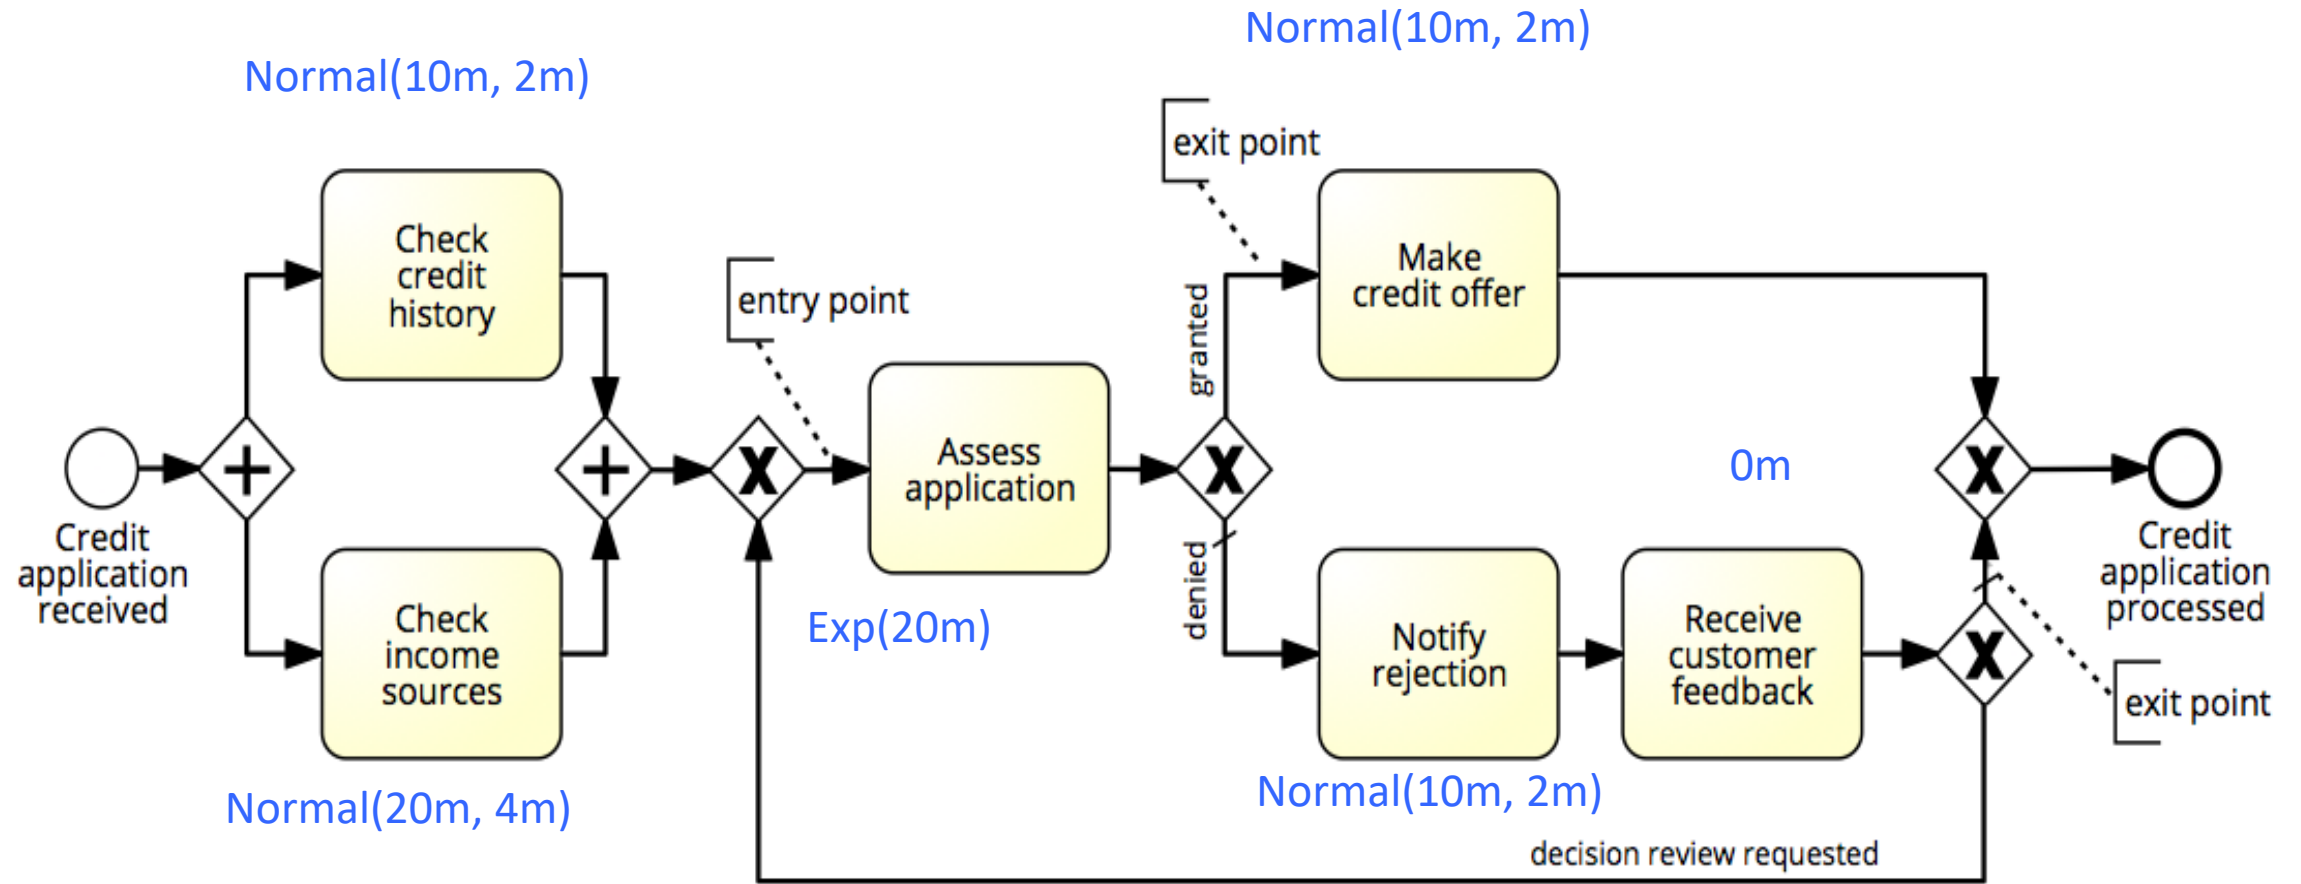 Normal(10m, 2m)
Normal(10m, 2m)
exit point
Check
credit
history
Make
credit offer
entry point
granted
Assess
application
0m
Credit
application
received
Credit
application
processed
denied
Check
income
sources
Exp(20m)
Notify
rejection
Receive
customer
feedback
exit point
Normal(20m, 4m)
Normal(10m, 2m)
decision review requested